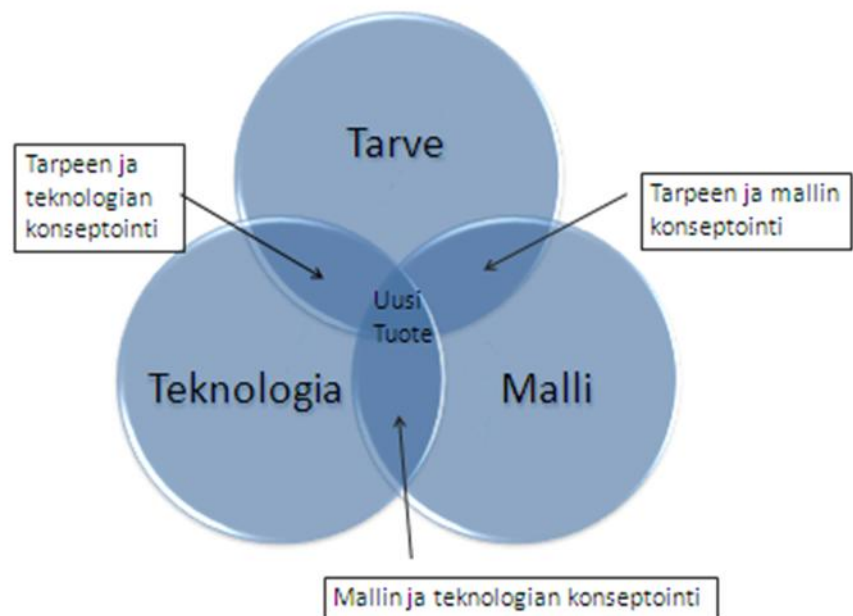 Tarve
Tarpeen ja
teknologian
konseptointi
Tarpeen ja mallin
konseptointi
Uusi
Tuote
Teknologia
Malli
Mallin ja teknologian konseptointi